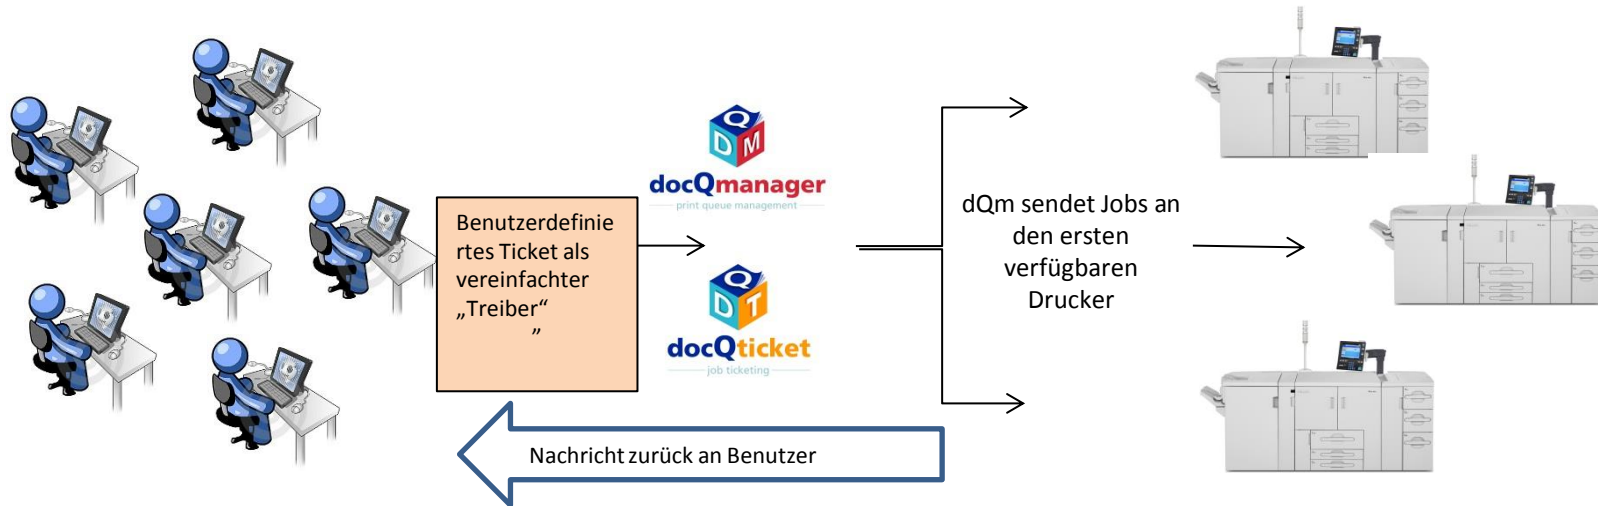 Benutzerdefinie
rtes Ticket als
vereinfachter
„Treiber“
”
Q
D M
docQmanager
print queue management
Q
D T
docQticket
job ticketing
dQm sendet Jobs an
den ersten
verfügbaren
Drucker
Nachricht zurück an Benutzer